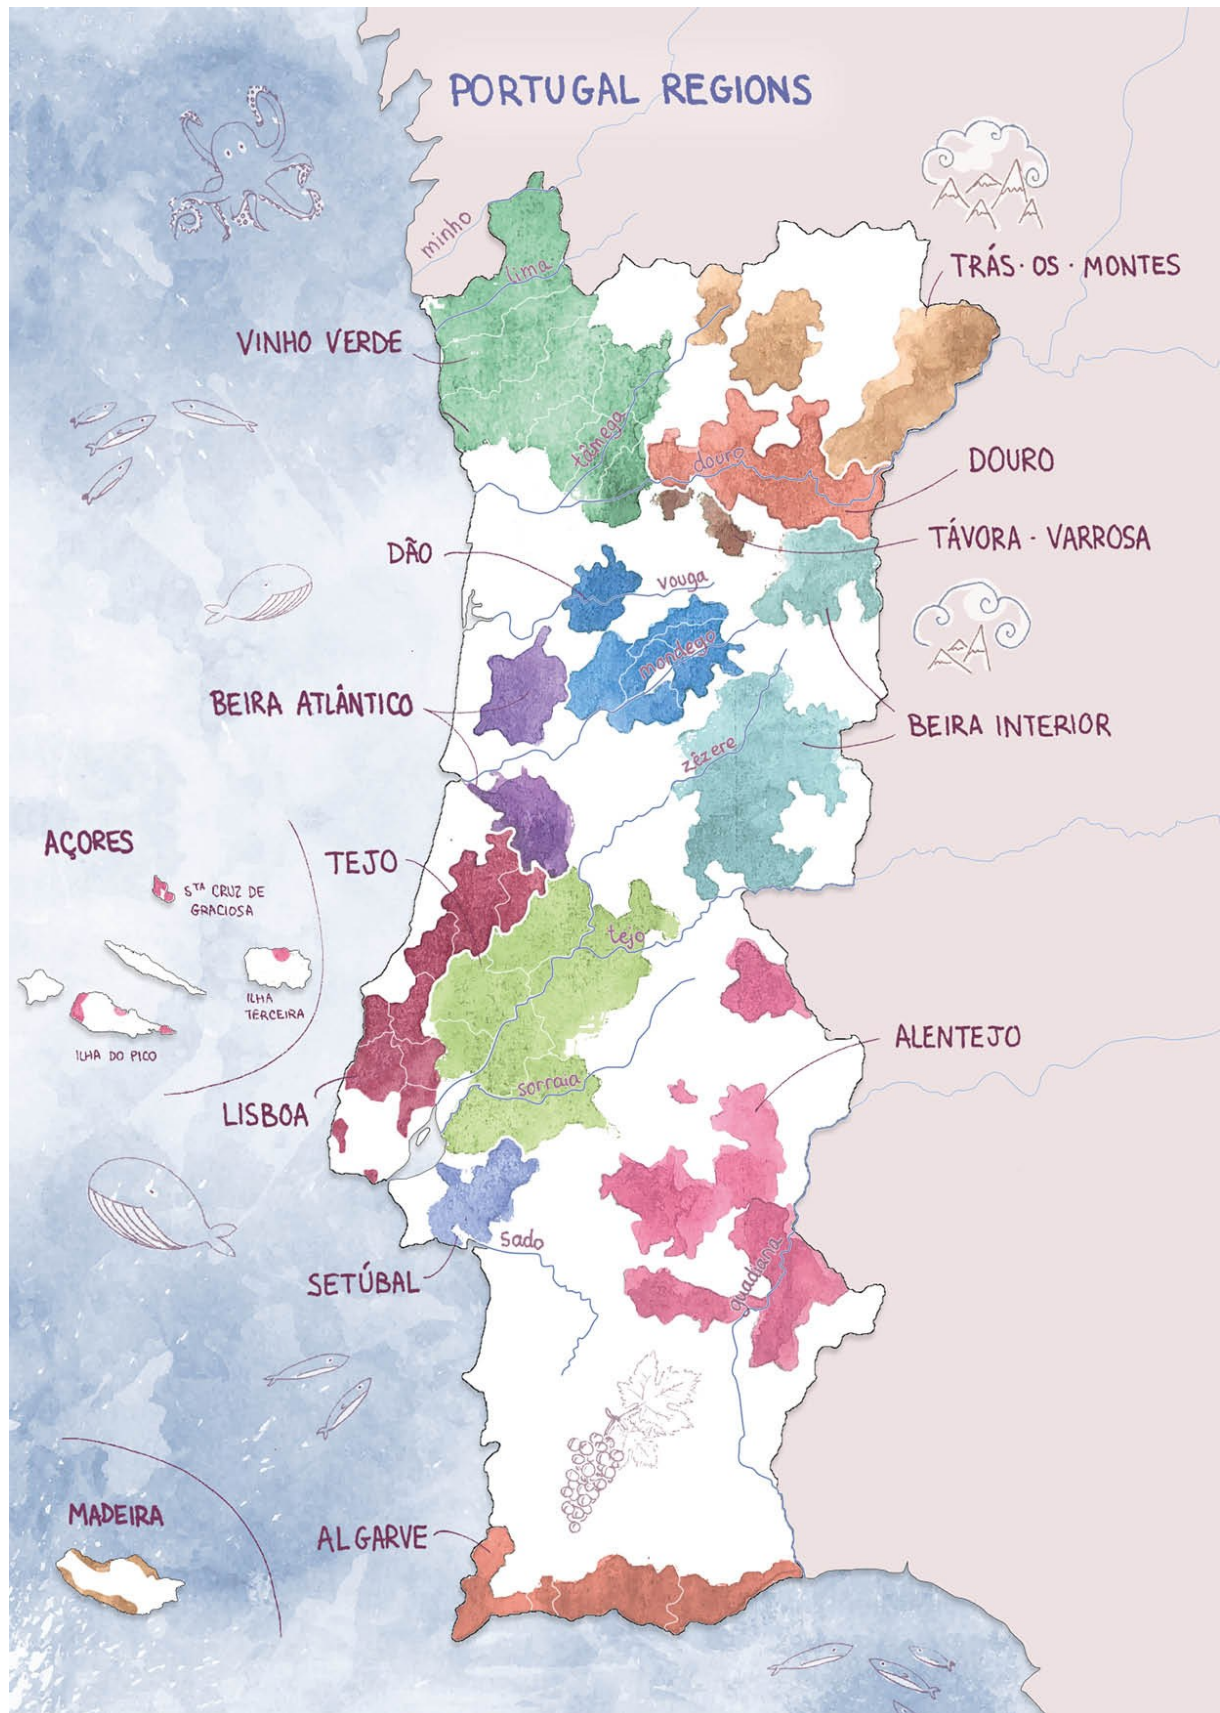 PORTUGAL REGIONS
minho
TRÁS·OS·MONTES
lima
VINHO VERDE
tâmega
douro
DOURO
TÁVORA·VARROSA
DÃO
vouga
mondego
BEIRA ATLÂNTICO
BEIRA INTERIOR
zêzere
AÇORES
TEJO
STA CRUZ DE
GRACIOSA
tejo
ILHA
TERCEIRA
ILHA DO PICO
ALENTEJO
sorraia
LISBOA
sado
guadiana
SETÚBAL
MADEIRA
ALGARVE